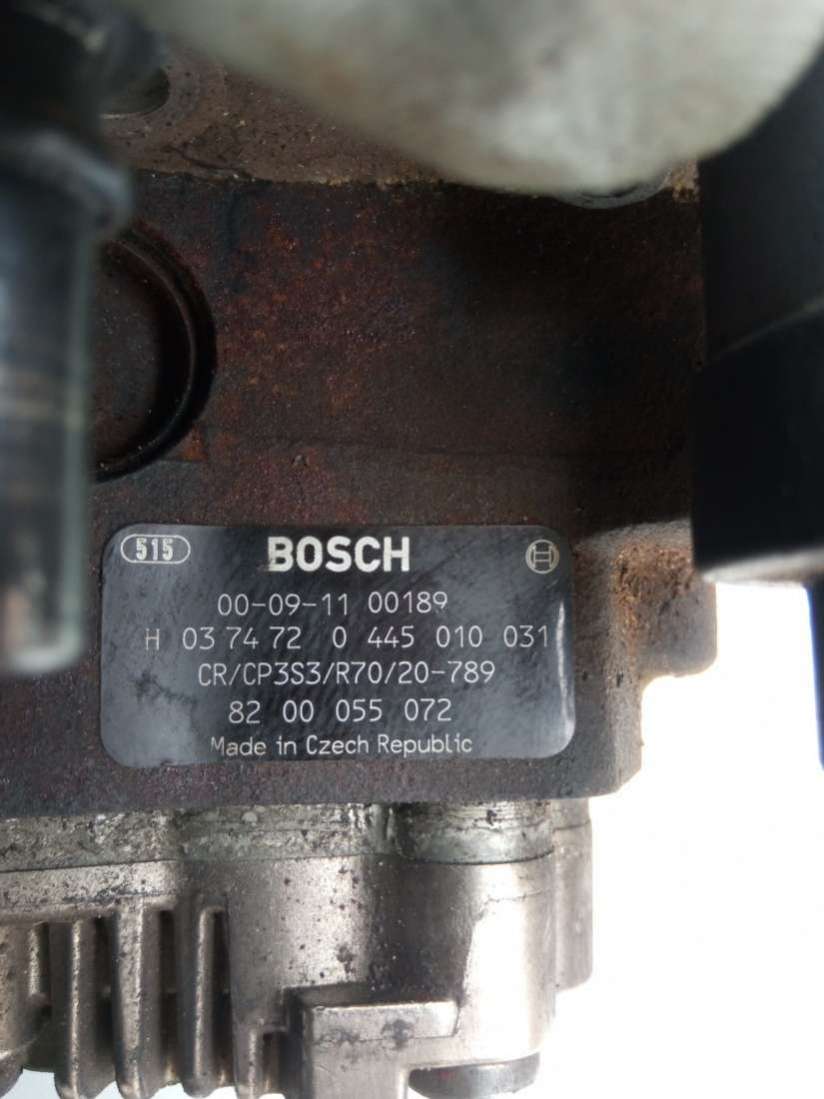 515 BOSCH
00-09-11 00189
H 03 74 72 0 445 010 031
CR/CP3S3/R70/20-789
82 00 055 072
Made in Czech Republic